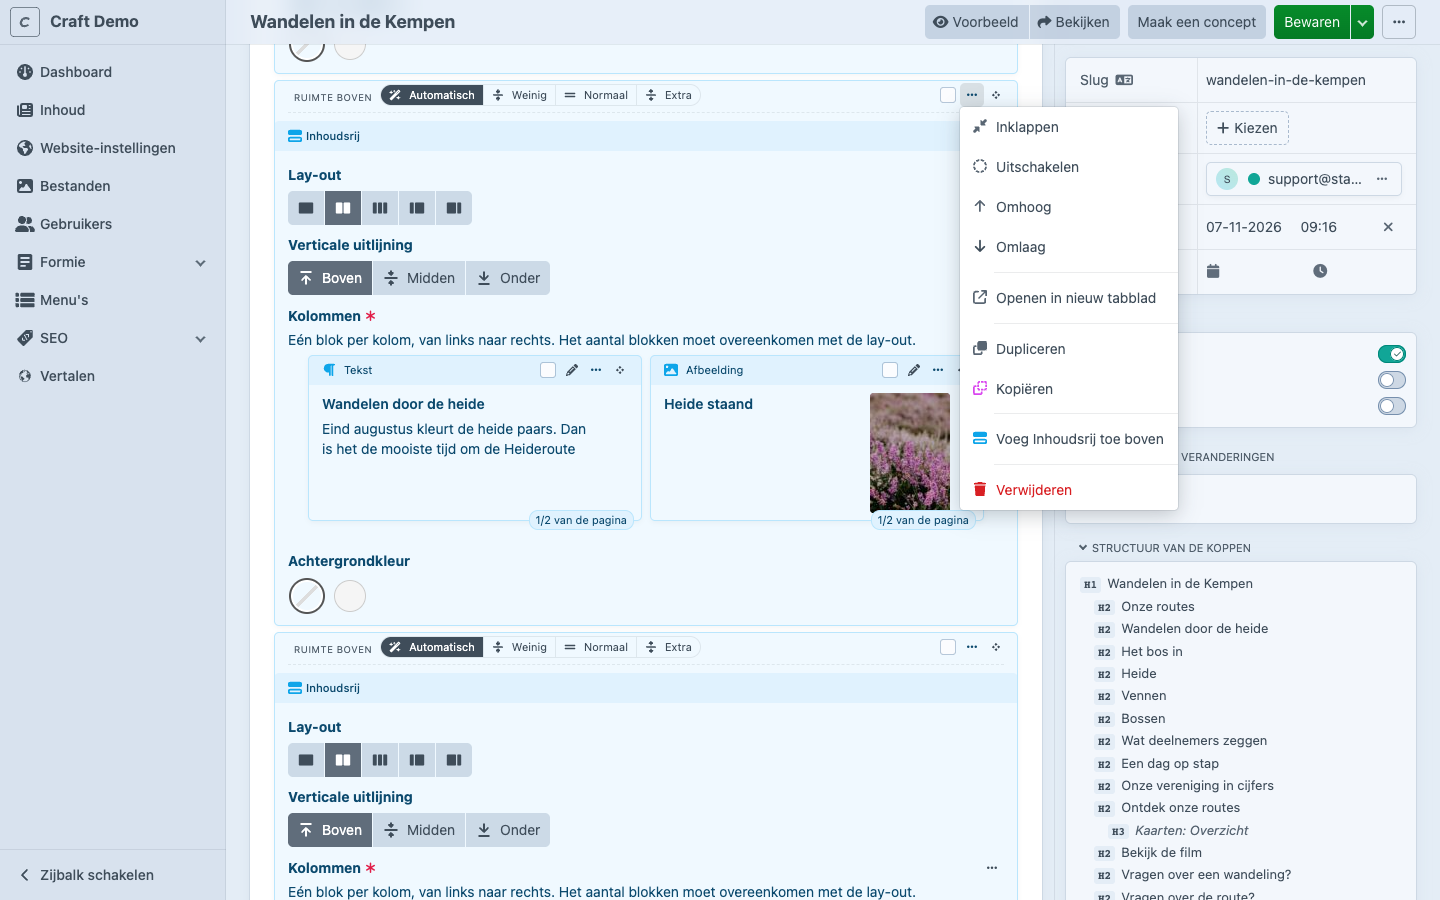 C
Craft Demo
Dashboard
Inhoud
Website-instellingen
Bestanden
Gebruikers
Formie
Menu's
SEO
Vertalen
Zijbalk schakelen
Wandelen in de Kempen
Voorbeeld
Bekijken
Maak een concept
Bewaren
RUIMTE BOVEN
Automatisch
Weinig
Normaal
Extra
Inhoudsrij
Lay-out
Verticale uitlijning
Boven
Midden
Onder
Kolommen *
Eén blok per kolom, van links naar rechts. Het aantal blokken moet overeenkomen met de lay-out.
Tekst
Wandelen door de heide
Eind augustus kleurt de heide paars. Dan
is het de mooiste tijd om de Heideroute
1/2 van de pagina
Afbeelding
Heide staand
1/2 van de pagina
Achtergrondkleur
RUIMTE BOVEN
Automatisch
Weinig
Normaal
Extra
Inhoudsrij
Lay-out
Verticale uitlijning
Boven
Midden
Onder
Kolommen *
Eén blok per kolom, van links naar rechts. Het aantal blokken moet overeenkomen met de lay-out.
Inklappen
Uitschakelen
Omhoog
Omlaag
Openen in nieuw tabblad
Dupliceren
Kopiëren
Voeg Inhoudsrij toe boven
Verwijderen
Slug
wandelen-in-de-kempen
Kiezen
S
support@sta...
07-11-2026
09:16
VERANDERINGEN
STRUCTUUR VAN DE KOPPEN
H1 Wandelen in de Kempen
H2 Onze routes
H2 Wandelen door de heide
H2 Het bos in
H2 Heide
H2 Vennen
H2 Bossen
H2 Wat deelnemers zeggen
H2 Een dag op stap
H2 Onze vereniging in cijfers
H2 Ontdek onze routes
H3 Kaarten: Overzicht
H2 Bekijk de film
H2 Vragen over een wandeling?
H2 Vragen over de route?